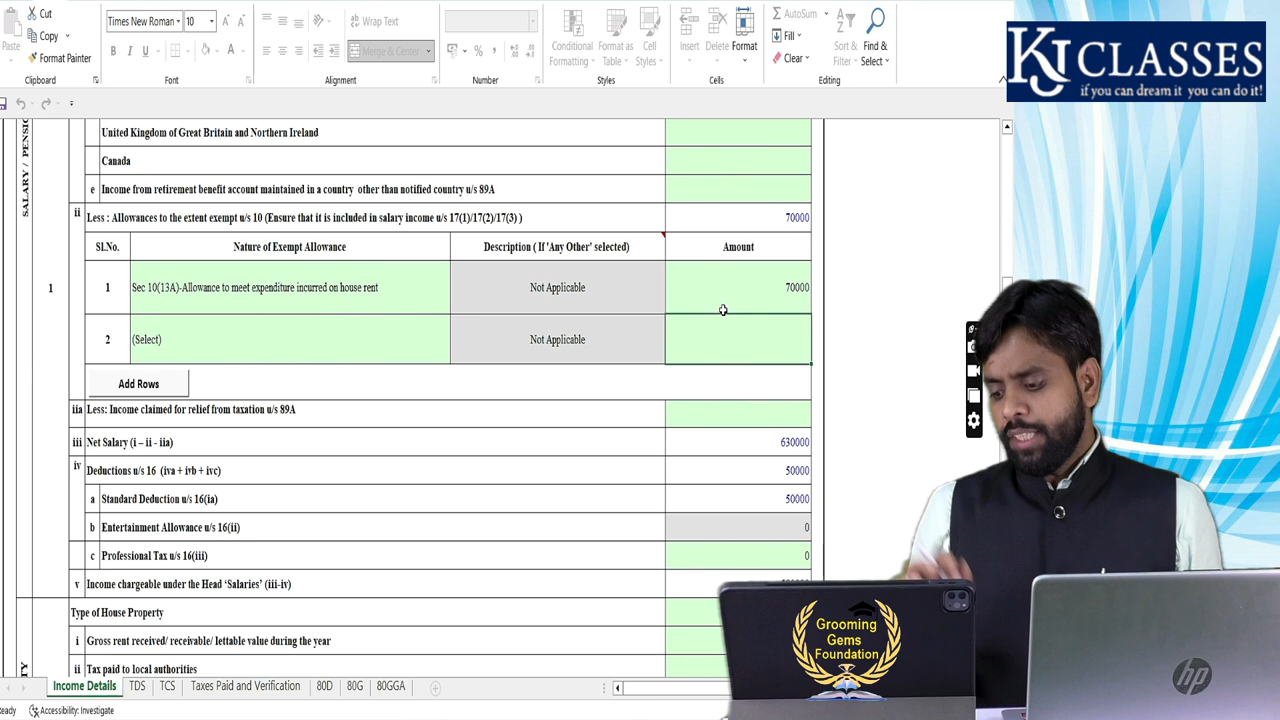 Cut
Copy
Format Painter
Paste
Clipboard
Times New Roman
10
A
A
B I U
A
Font
Wrap Text
Merge & Center
Alignment
%
Number
Conditional Formatting
Format as Table
Cell Styles
Styles
Insert
Delete
Format
Cells
AutoSum
Fill
Clear
Sort & Filter
Find & Select
Editing
KJ CLASSES
if you can dream it you can do it!
SALARY / PENSIO
United Kingdom of Great Britain and Northern Ireland
Canada
e Income from retirement benefit account maintained in a country other than notified country u/s 89A
ii Less : Allowances to the extent exempt u/s 10 (Ensure that it is included in salary income u/s 17(1)/17(2)/17(3) ) 70000
Sl.No. Nature of Exempt Allowance Description ( If 'Any Other' selected) Amount
1
1 Sec 10(13A)-Allowance to meet expenditure incurred on house rent Not Applicable 70000
2 (Select) Not Applicable
Add Rows
iia Less: Income claimed for relief from taxation u/s 89A
iii Net Salary (i – ii - iia) 630000
iv Deductions u/s 16 (iva + ivb + ivc) 50000
a Standard Deduction u/s 16(ia) 50000
b Entertainment Allowance u/s 16(ii) 0
c Professional Tax u/s 16(iii) 0
v Income chargeable under the Head ‘Salaries’ (iii-iv)
Type of House Property
i Gross rent received/ receivable/ lettable value during the year
ii Tax paid to local authorities
Income Details TDS TCS Taxes Paid and Verification 80D 80G 80GGA
Ready Accessibility: Investigate
Grooming
Gems
Foundation
hp